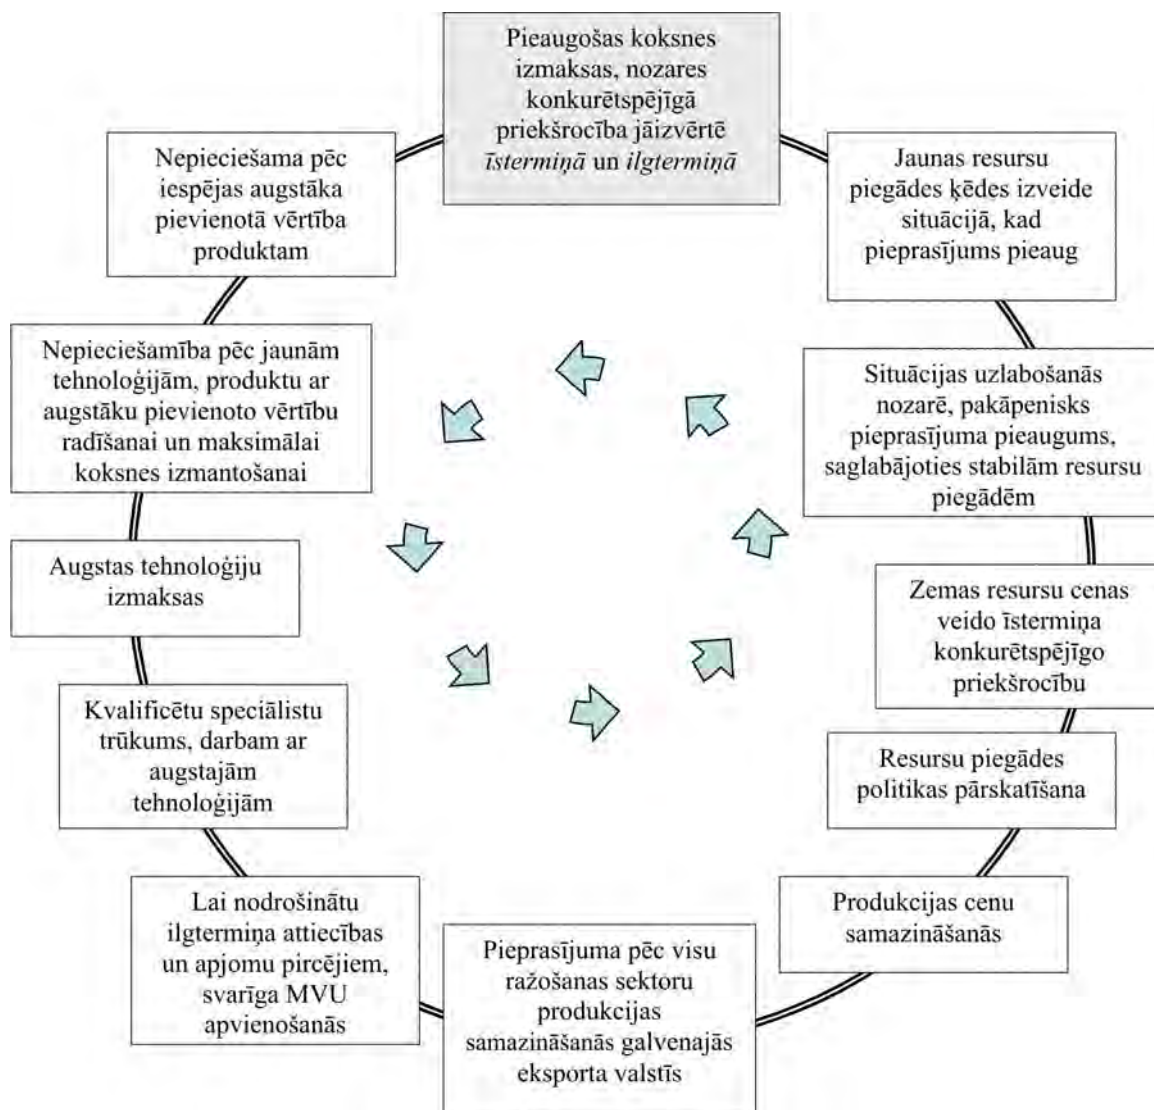 Pieaugošas koksnes
izmaksas, nozares
konkurētspējīgā
priekšrocība jāizvērtē
īstermiņā un ilgtermiņā
Nepieciešama pēc
iespējas augstāka
pievienotā vērtība
produktam
Jaunas resursu
piegādes ķēdes izveide
situācijā, kad
pieprasījums pieaug
Nepieciešamība pēc jaunām
tehnoloģijām, produktu ar
augstāku pievienoto vērtību
radīšanai un maksimālai
koksnes izmantošanai
Situācijas uzlabošanās
nozarē, pakāpenisks
pieprasījuma pieaugums,
saglabājoties stabilām resursu
piegādēm
Augstas tehnoloģiju
izmaksas
Zemas resursu cenas
veido īstermiņa
konkurētspējīgo
priekšrocību
Kvalificētu speciālistu
trūkums, darbam ar
augstajām
tehnoloģijām
Resursu piegādes
politikas pārskatīšana
Lai nodrošinātu
ilgtermiņa attiecības
un apjomu pircējiem,
svarīga MVU
apvienošanās
Pieprasījuma pēc visu
ražošanas sektoru
produkcijas
samazināšanās galvenajās
eksporta valstīs
Produkcijas cenu
samazināšanās